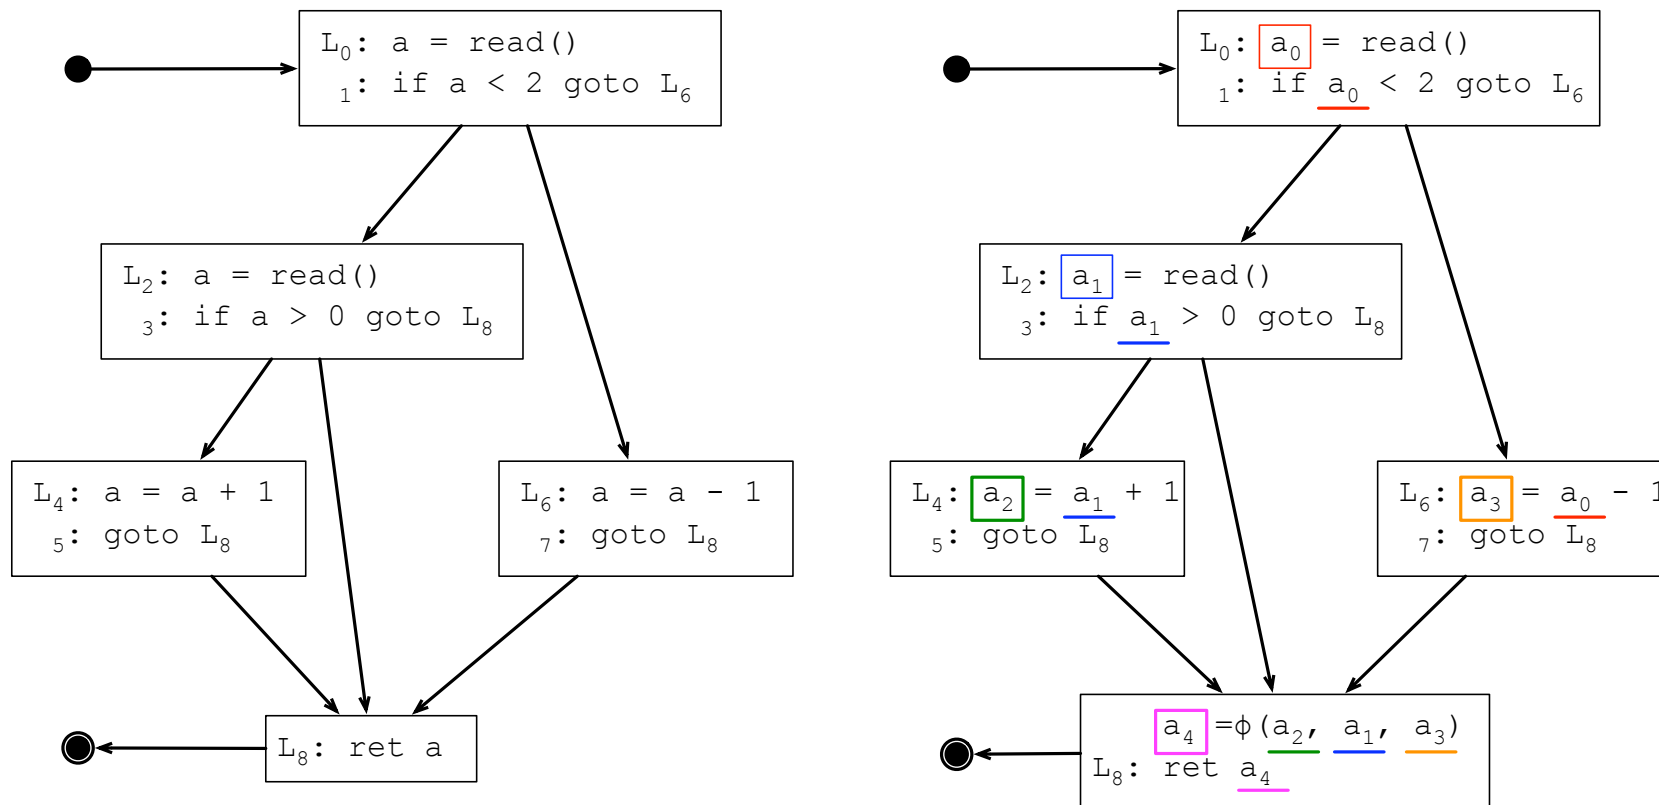 L₀: a = read()
₁: if a < 2 goto L₆
L₂: a = read()
₃: if a > 0 goto L₈
L₄: a = a + 1
₅: goto L₈
L₆: a = a - 1
₇: goto L₈
L₈: ret a
L₀: a₀ = read()
₁: if a₀ < 2 goto L₆
L₂: a₁ = read()
₃: if a₁ > 0 goto L₈
L₄: a₂ = a₁ + 1
₅: goto L₈
L₆: a₃ = a₀ - 1
₇: goto L₈
a₄ =ϕ(a₂, a₁, a₃)
L₈: ret a₄